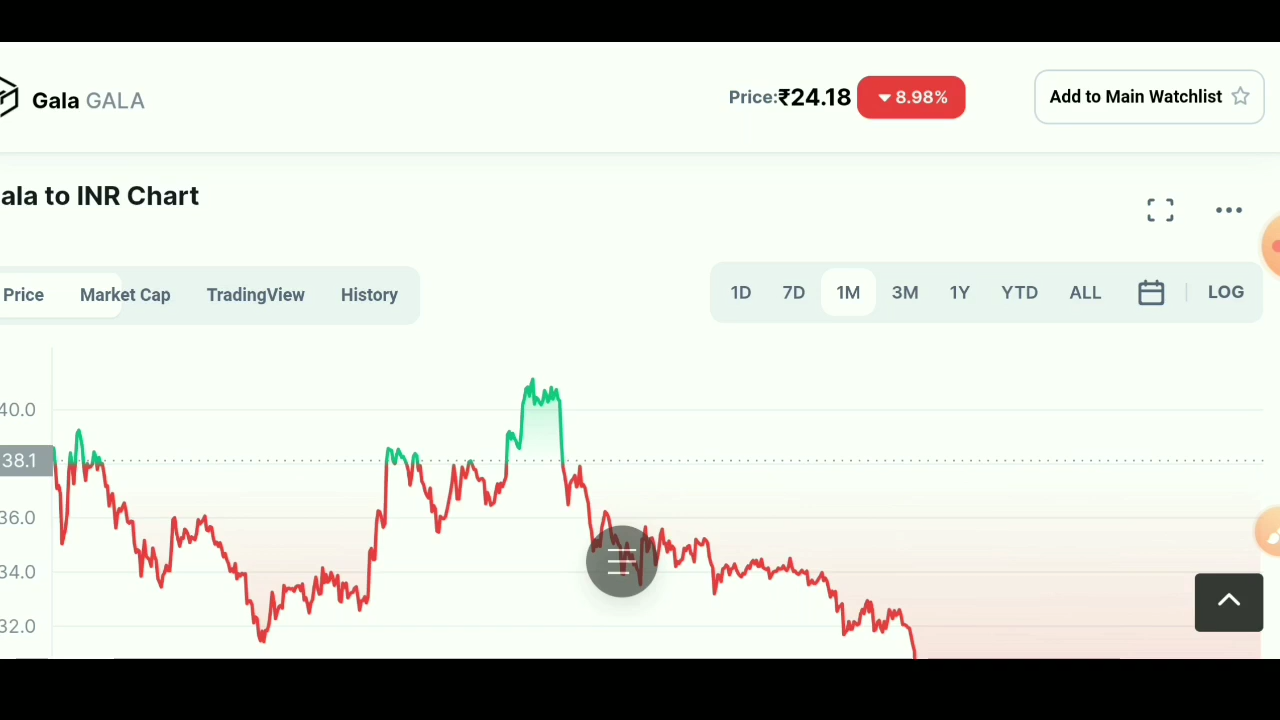 Gala GALA
Price:₹24.18 8.98%
Add to Main Watchlist
ala to INR Chart
Price Market Cap TradingView History
1D 7D 1M 3M 1Y YTD ALL LOG
40.0
38.1
36.0
34.0
32.0